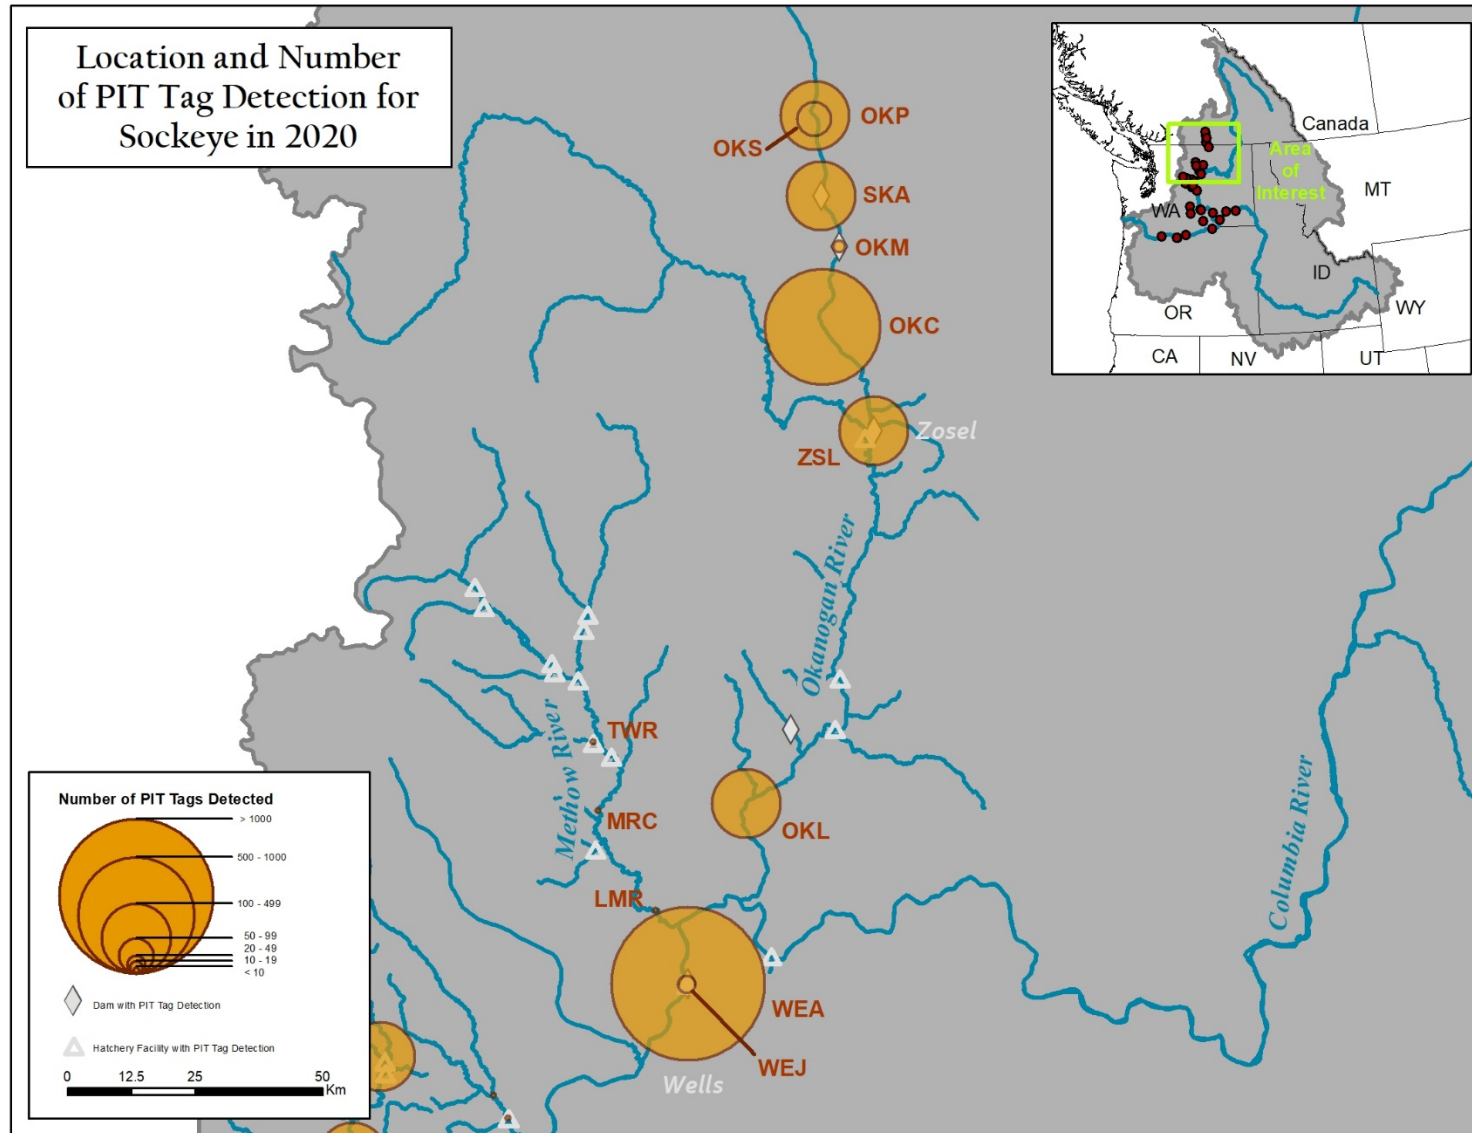 Location and Number
of PIT Tag Detection for
Sockeye in 2020
OKP
OKS
SKA
OKM
OKC
Zosel
ZSL
Okanogan River
TWR
Methow River
MRC
OKL
LMR
WEA
WEJ
Wells
Columbia River
Canada
Area
of
Interest
MT
WA
ID
OR
WY
CA
NV
UT
Number of PIT Tags Detected
> 1000
500 - 1000
100 - 499
50 - 99
20 - 49
10 - 19
< 10
Dam with PIT Tag Detection
Hatchery Facility with PIT Tag Detection
0 12.5 25 50
Km